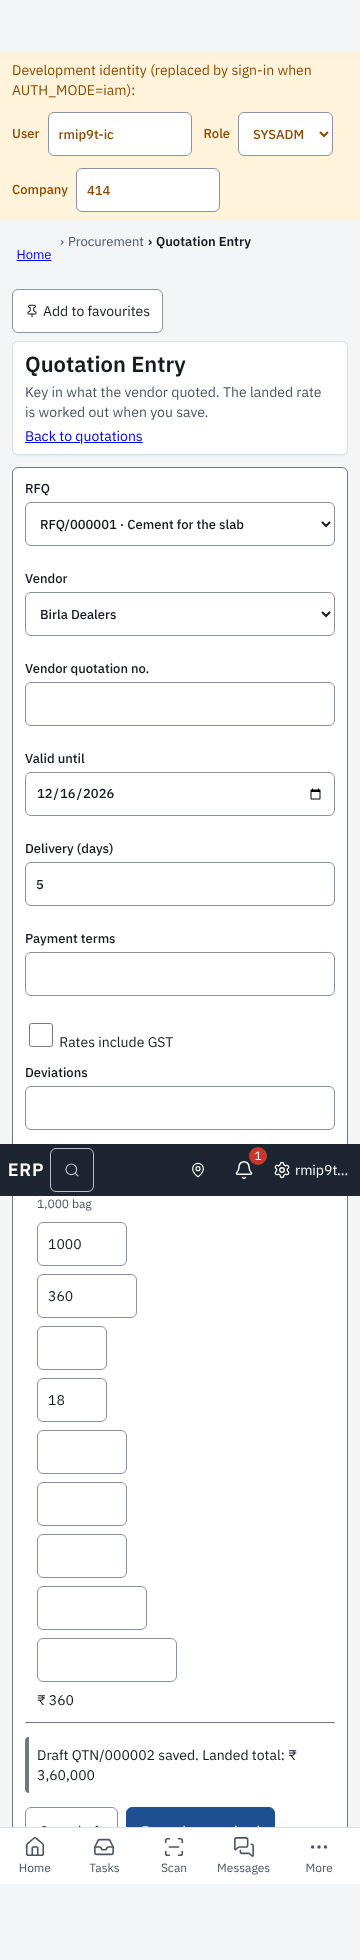 Development identity (replaced by sign-in when
AUTH_MODE=iam):
User rmip9t-ic Role SYSADM
Company 414
Home › Procurement › Quotation Entry
Add to favourites
Quotation Entry
Key in what the vendor quoted. The landed rate
is worked out when you save.
Back to quotations
RFQ
RFQ/000001 · Cement for the slab
Vendor
Birla Dealers
Vendor quotation no.
Valid until
12/16/2026
Delivery (days)
5
Payment terms
Rates include GST
Deviations
ERP 1 rmip9t...
1,000 bag
1000
360
18
₹ 360
Draft QTN/000002 saved. Landed total: ₹
3,60,000
Home Tasks Scan Messages More